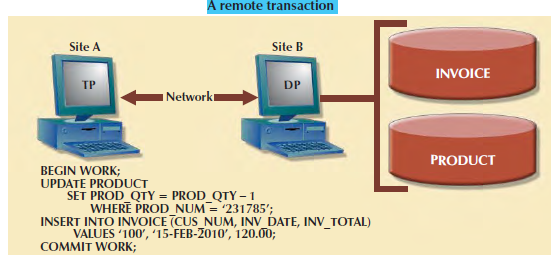 A remote transaction
Site A
Site B
TP
Network
DP
INVOICE
PRODUCT
BEGIN WORK;
UPDATE PRODUCT
SET PROD_QTY = PROD_QTY – 1
WHERE PROD_NUM = ‘231785’;
INSERT INTO INVOICE (CUS_NUM, INV_DATE, INV_TOTAL)
VALUES ‘100’, ‘15-FEB-2010’, 120.00;
COMMIT WORK;